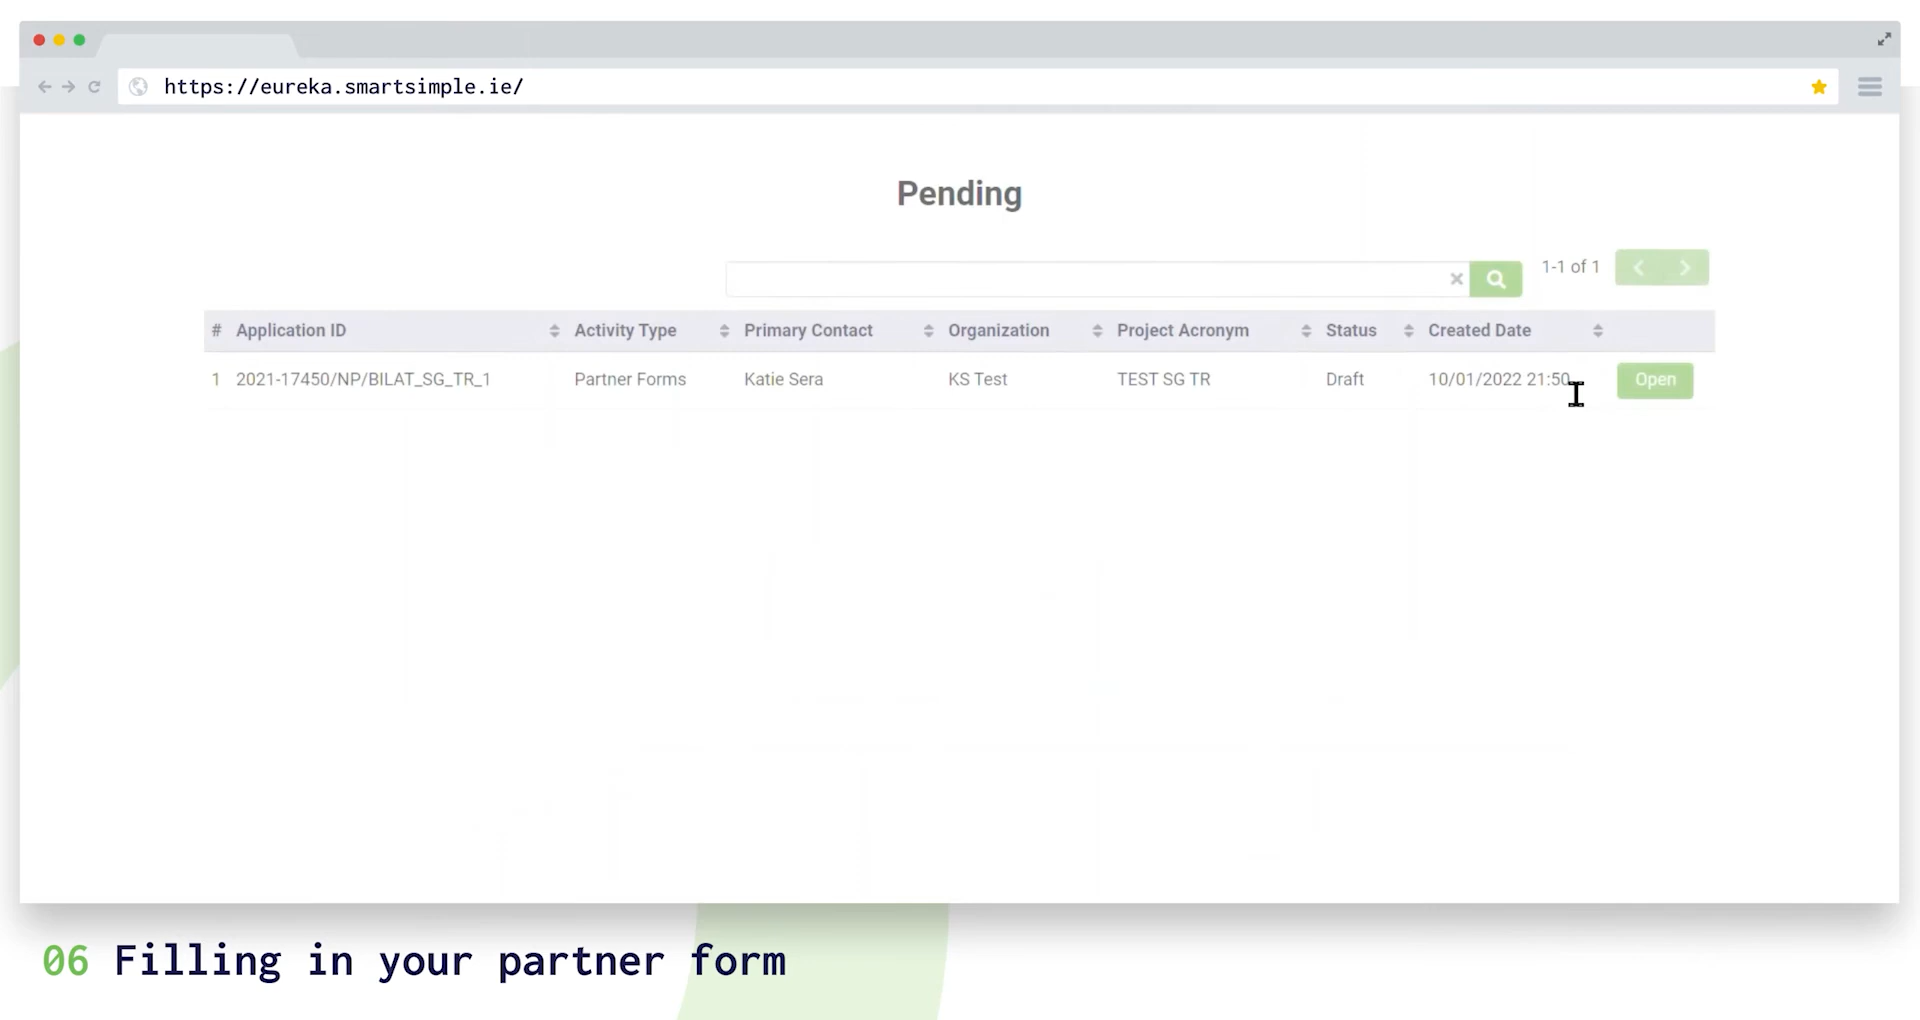 https://eureka.smartsimple.ie/
Pending
1-1 of 1
# Application ID Activity Type Primary Contact Organization Project Acronym Status Created Date
1 2021-17450/NP/BILAT_SG_TR_1 Partner Forms Katie Sera KS Test TEST SG TR Draft 10/01/2022 21:50 Open
06 Filling in your partner form